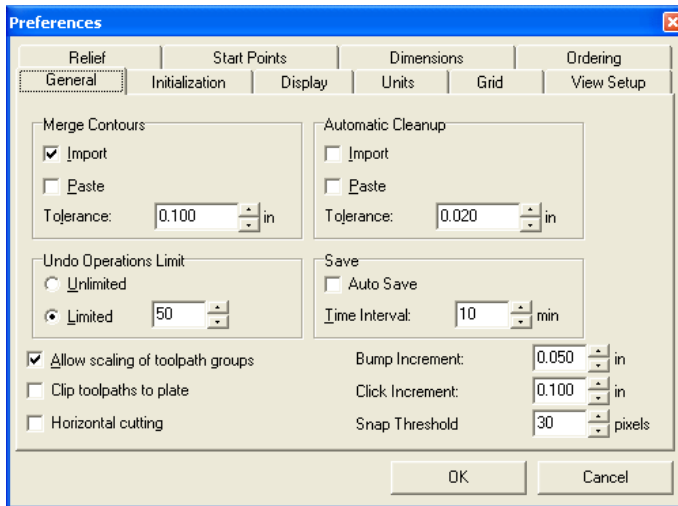 Preferences
Relief Start Points Dimensions Ordering
General Initialization Display Units Grid View Setup
Merge Contours
Import
Paste
Tolerance: 0.100 in
Automatic Cleanup
Import
Paste
Tolerance: 0.020 in
Undo Operations Limit
Unlimited
Limited 50
Save
Auto Save
Time Interval: 10 min
Allow scaling of toolpath groups
Clip toolpaths to plate
Horizontal cutting
Bump Increment: 0.050 in
Click Increment: 0.100 in
Snap Threshold 30 pixels
OK Cancel